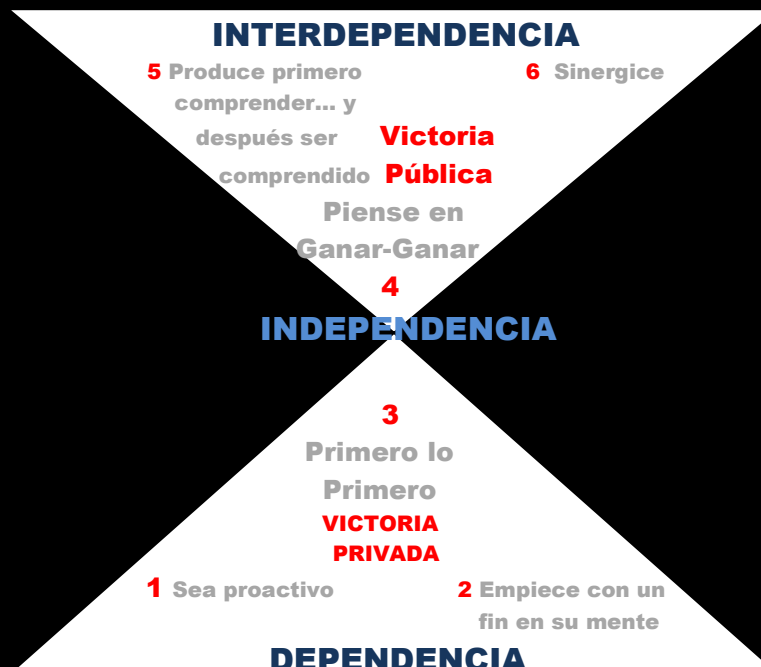 INTERDEPENDENCIA
5 Produce primero
6 Sinergice
comprender... y
después ser
Victoria
comprendido
Pública
Piense en
Ganar-Ganar
4
INDEPENDENCIA
3
Primero lo
Primero
VICTORIA
PRIVADA
1 Sea proactivo
2 Empiece con un
fin en su mente
DEPENDENCIA